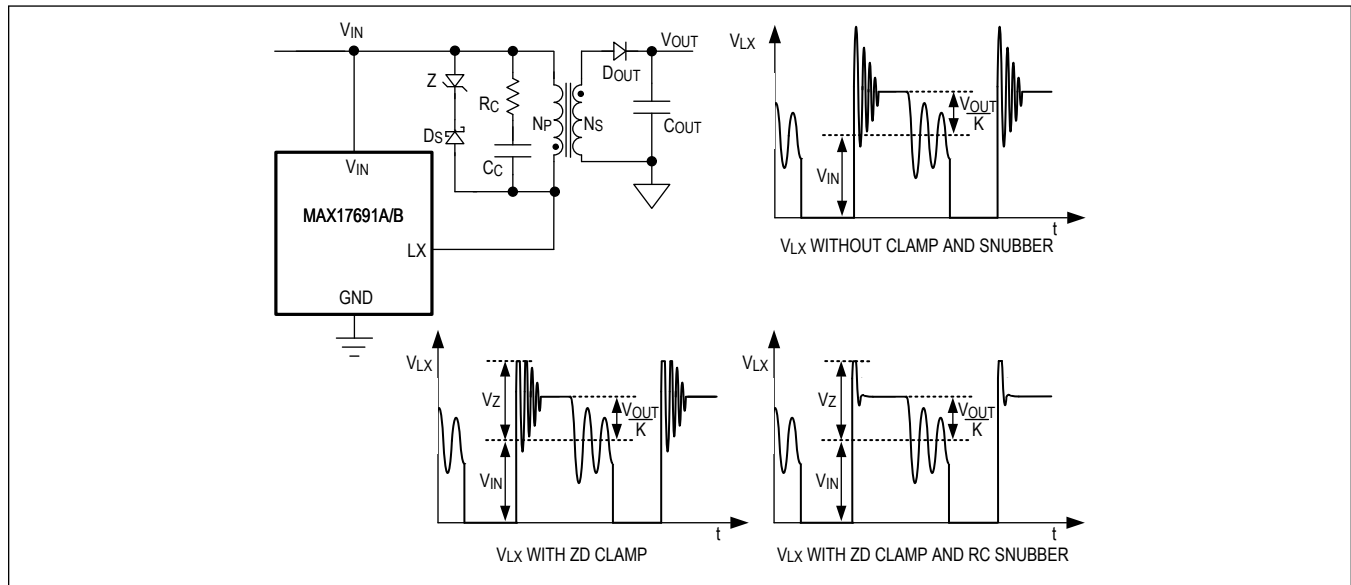 VIN
VOUT
Z
RC
DOUT
NP
NS
COUT
DS
CC
VIN
MAX17691A/B
LX
GND
VLX
VOUT
K
VIN
t
VLX WITHOUT CLAMP AND SNUBBER
VLX
VZ
VOUT
K
VIN
t
VLX WITH ZD CLAMP
VLX
VZ
VOUT
K
VIN
t
VLX WITH ZD CLAMP AND RC SNUBBER